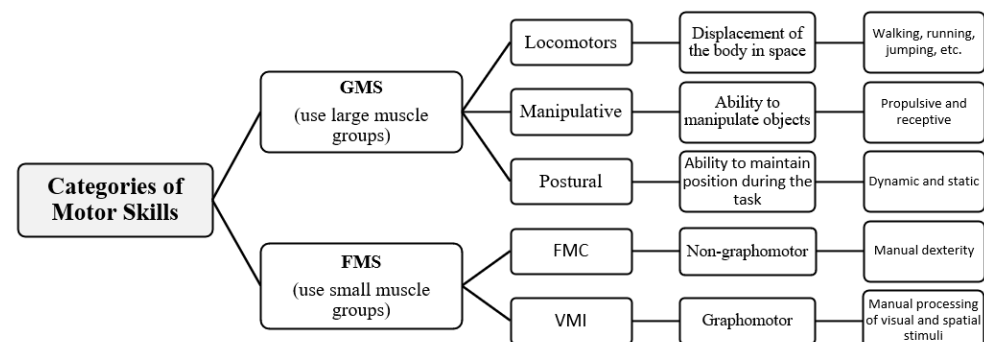 Categories of
Motor Skills
GMS
(use large muscle
groups)
Locomotors
Displacement of
the body in space
Walking, running,
jumping, etc.
Manipulative
Ability to
manipulate objects
Propulsive and
receptive
Postural
Ability to maintain
position during the
task
Dynamic and static
FMS
(use small muscle
groups)
FMC
Non-graphomotor
Manual dexterity
VMI
Graphomotor
Manual processing
of visual and spatial
stimuli